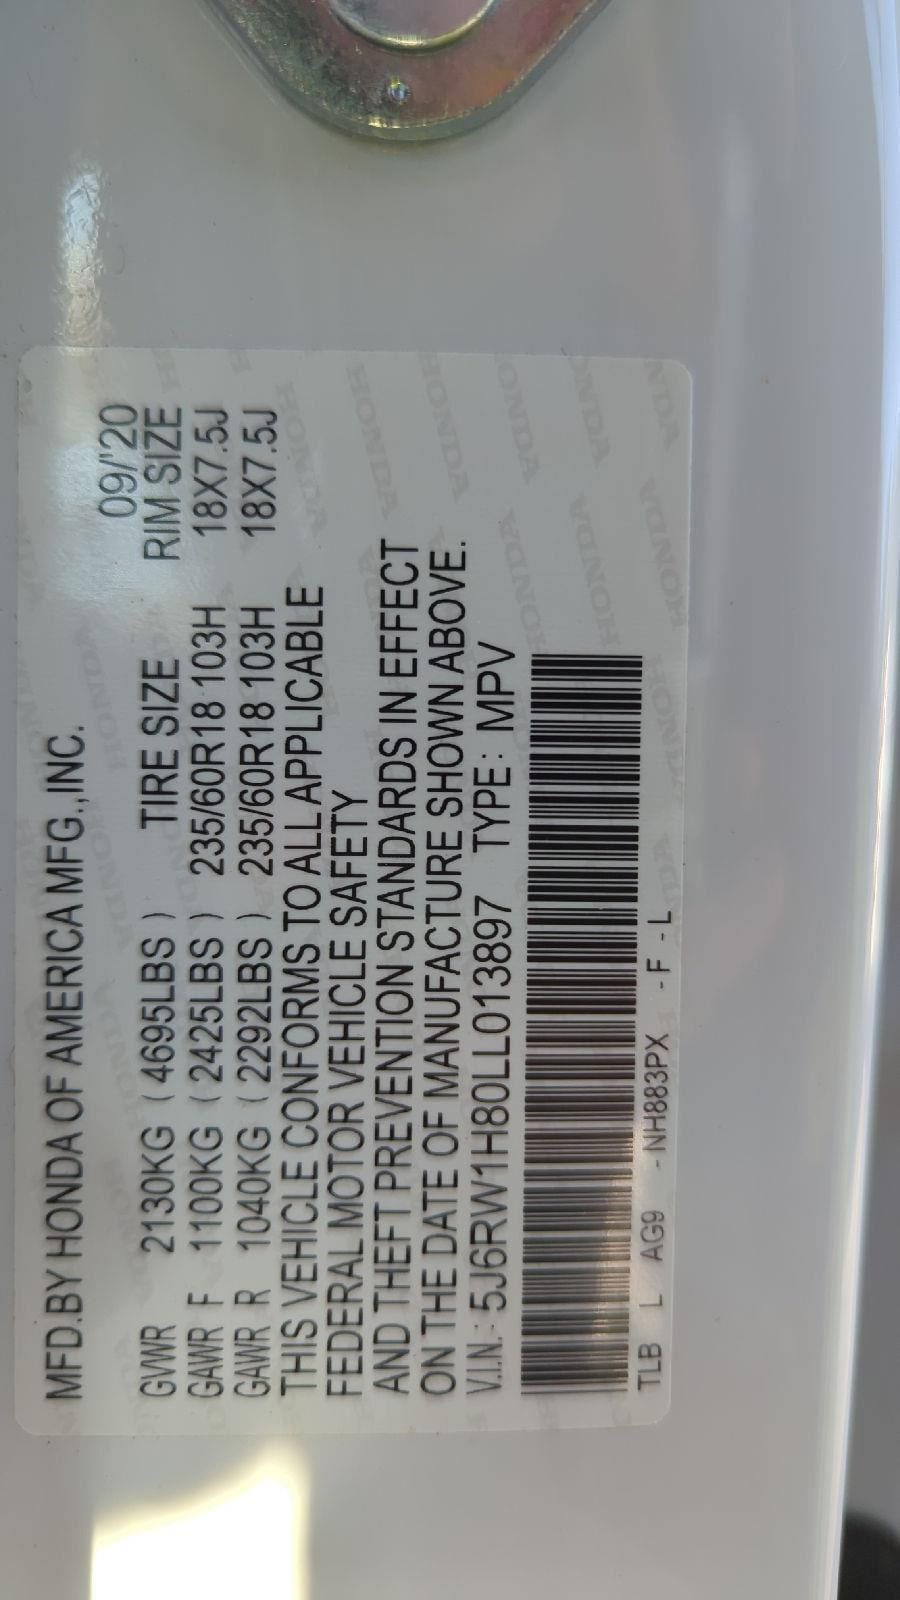 MFD.BY HONDA OF AMERICA MFG.,INC.
09/'20
TIRE SIZE RIM SIZE
GVWR 2130KG ( 4695LBS )
GAWR F 1100KG ( 2425LBS ) 235/60R18 103H 18X7.5J
GAWR R 1040KG ( 2292LBS ) 235/60R18 103H 18X7.5J
THIS VEHICLE CONFORMS TO ALL APPLICABLE
FEDERAL MOTOR VEHICLE SAFETY
AND THEFT PREVENTION STANDARDS IN EFFECT
ON THE DATE OF MANUFACTURE SHOWN ABOVE.
V.I.N.: 5J6RW1H80LL013897 TYPE: MPV
TLB L AG9 - NH883PX - F - L